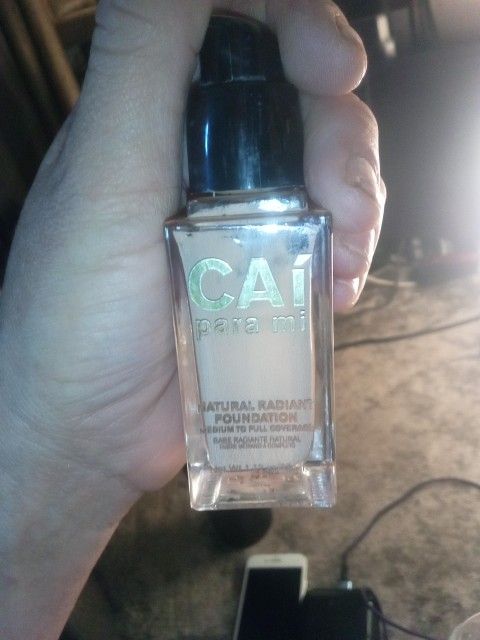 CAí
para mi
NATURAL RADIANT
FOUNDATION
MEDIUM TO FULL COVERAGE
BASE RADIANTE NATURAL